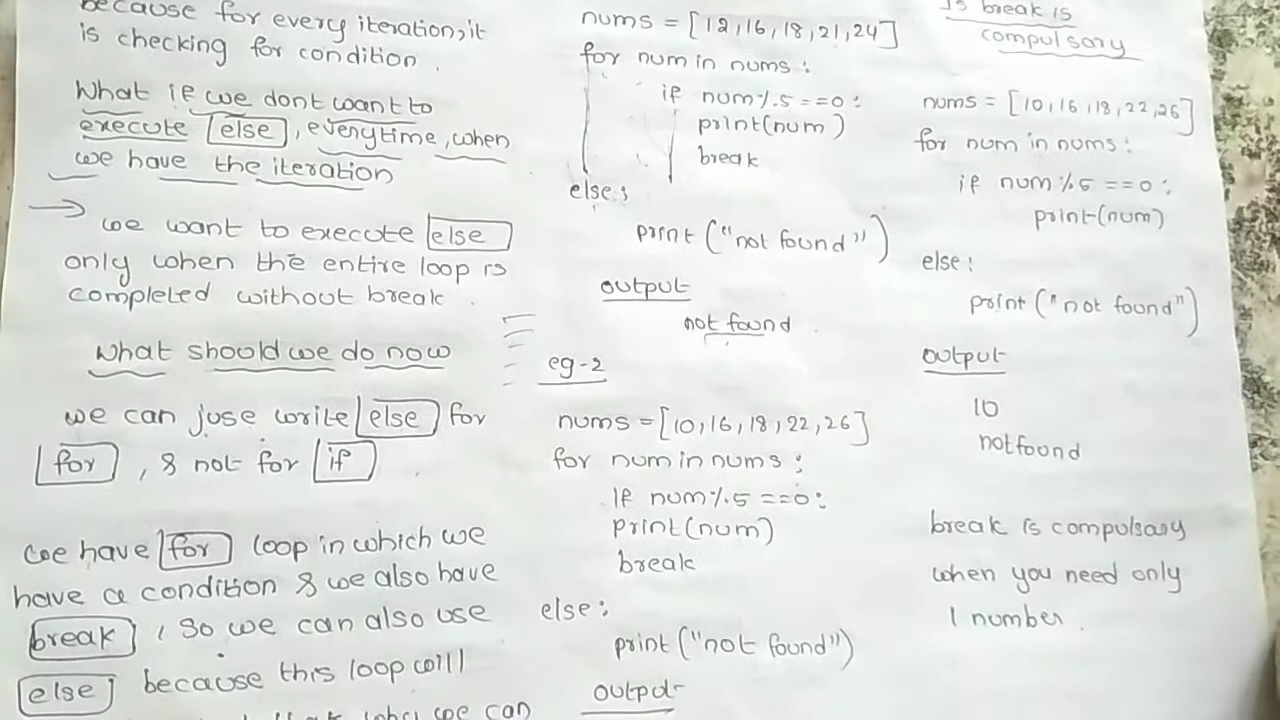 because for every iteration, it
is checking for condition.
What if we dont want to
execute else, everytime, when
we have the iteration
→ we want to execute else
only when the entire loop is
completed without break.
what should we do now
we can juse write else for
for, & not for if
we have for loop in which we
have a condition & we also have
break, so we can also use
else because this loop will
we can
nums = [12,16,18,21,24]
for num in nums:
if num%5==0:
print(num)
break
else:
print("not found")
output
not found
eg-2
nums = [10,16,18,22,26]
for num in nums:
If num%5==0:
print(num)
break
else:
print("not found")
output
Is break is
compulsory
nums = [10,16,18,22,26]
for num in nums:
if num%5==0:
print(num)
else:
print("not found")
output
10
notfound
break is compulsary
when you need only
1 number.